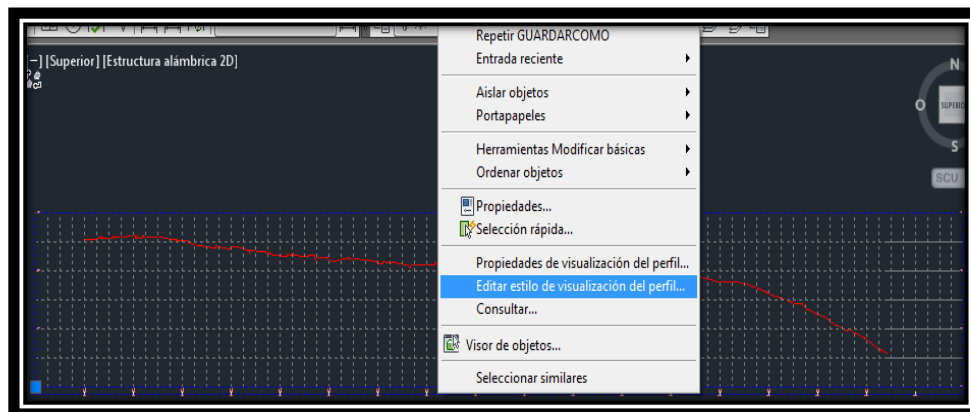 Repetir GUARDARCOMO
[−] [Superior] [Estructura alámbrica 2D]
Entrada reciente
N
Aislar objetos
Portapapeles
O
SUPERIO
Herramientas Modificar básicas
S
Ordenar objetos
SCU
Propiedades...
Selección rápida...
Propiedades de visualización del perfil...
Editar estilo de visualización del perfil...
Consultar...
Visor de objetos...
Seleccionar similares